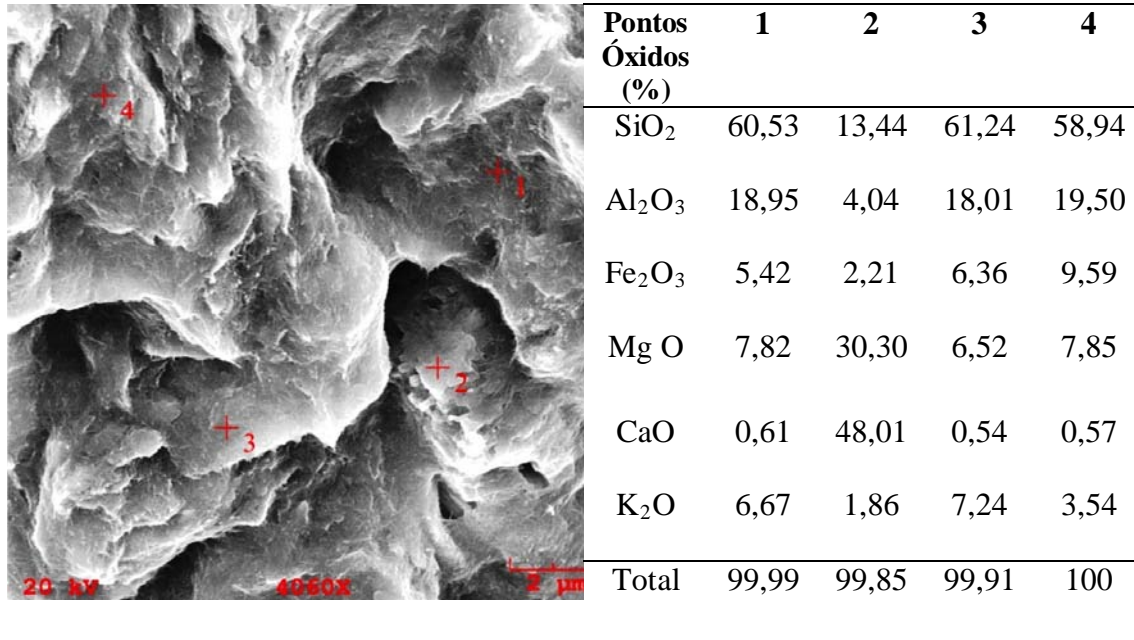 4
1
2
3
20 kV 4060X 2 µm
Pontos 1 2 3 4
Óxidos
(%)
SiO₂ 60,53 13,44 61,24 58,94
Al₂O₃ 18,95 4,04 18,01 19,50
Fe₂O₃ 5,42 2,21 6,36 9,59
Mg O 7,82 30,30 6,52 7,85
CaO 0,61 48,01 0,54 0,57
K₂O 6,67 1,86 7,24 3,54
Total 99,99 99,85 99,91 100